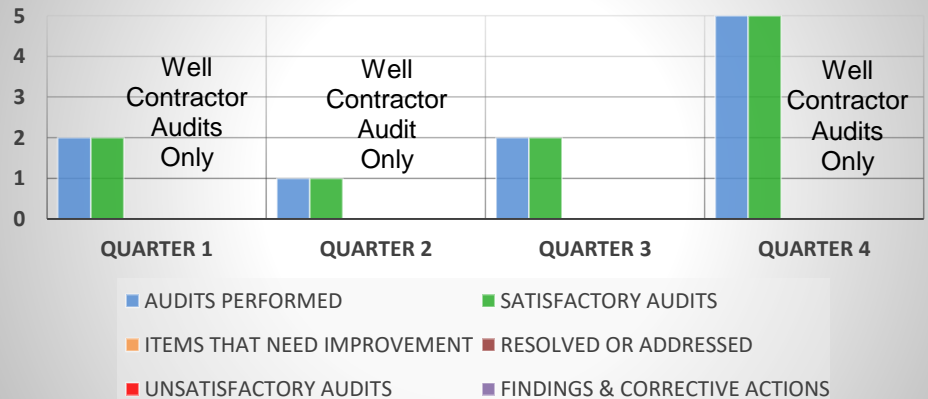 5
4
3
2
1
0
Well
Contractor
Audits
Only
Well
Contractor
Audit
Only
Well
Contractor
Audits
Only
QUARTER 1
QUARTER 2
QUARTER 3
QUARTER 4
AUDITS PERFORMED
SATISFACTORY AUDITS
ITEMS THAT NEED IMPROVEMENT
RESOLVED OR ADDRESSED
UNSATISFACTORY AUDITS
FINDINGS & CORRECTIVE ACTIONS